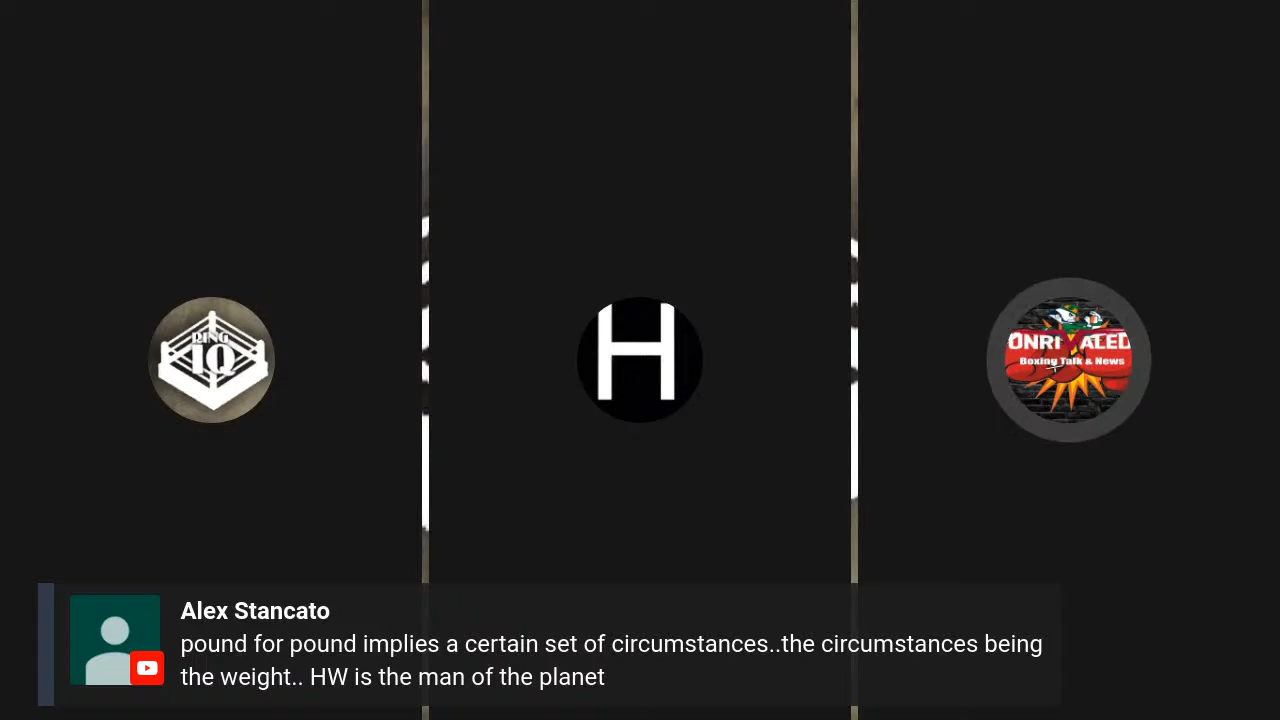 RING
IQ
H
ONRIVALED
Boxing Talk & News
Alex Stancato
pound for pound implies a certain set of circumstances..the circumstances being
the weight.. HW is the man of the planet